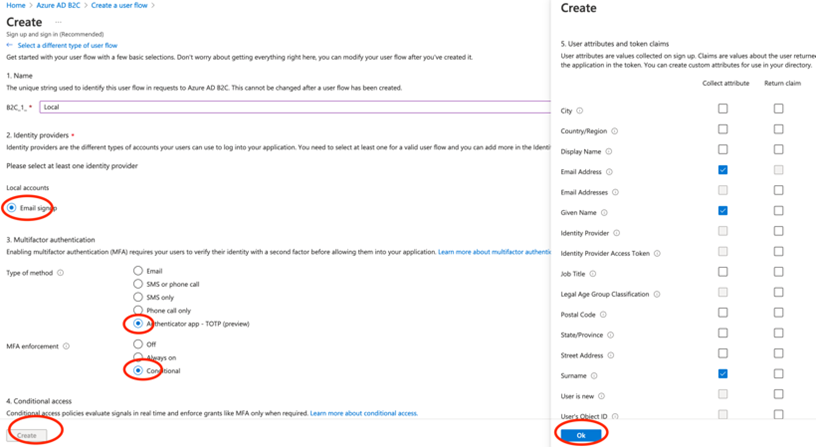 Home > Azure AD B2C > Create a user flow >
Create ...
Sign up and sign in (Recommended)
← Select a different type of user flow
Get started with your user flow with a few basic selections. Don't worry about getting everything right here, you can modify your user flow after you've created it.
1. Name
The unique string used to identify this user flow in requests to Azure AD B2C. This cannot be changed after a user flow has been created.
B2C_1_ * Local
2. Identity providers *
Identity providers are the different types of accounts your users can use to log into your application. You need to select at least one for a valid user flow and you can add more in the Identi
Please select at least one identity provider
Local accounts
Email signup
3. Multifactor authentication
Enabling multifactor authentication (MFA) requires your users to verify their identity with a second factor before allowing them into your application. Learn more about multifactor authentic
Type of method
Email
SMS or phone call
SMS only
Phone call only
Authenticator app - TOTP (preview)
MFA enforcement
Off
Always on
Conditional
4. Conditional access
Conditional access policies evaluate signals in real time and enforce grants like MFA only when required. Learn more about conditional access.
Create
Create
5. User attributes and token claims
User attributes are values collected on sign up. Claims are values about the user returne
the application in the token. You can create custom attributes for use in your directory.
Collect attribute Return claim
City
Country/Region
Display Name
Email Address
Email Addresses
Given Name
Identity Provider
Identity Provider Access Token
Job Title
Legal Age Group Classification
Postal Code
State/Province
Street Address
Surname
User is new
User's Object ID
Ok